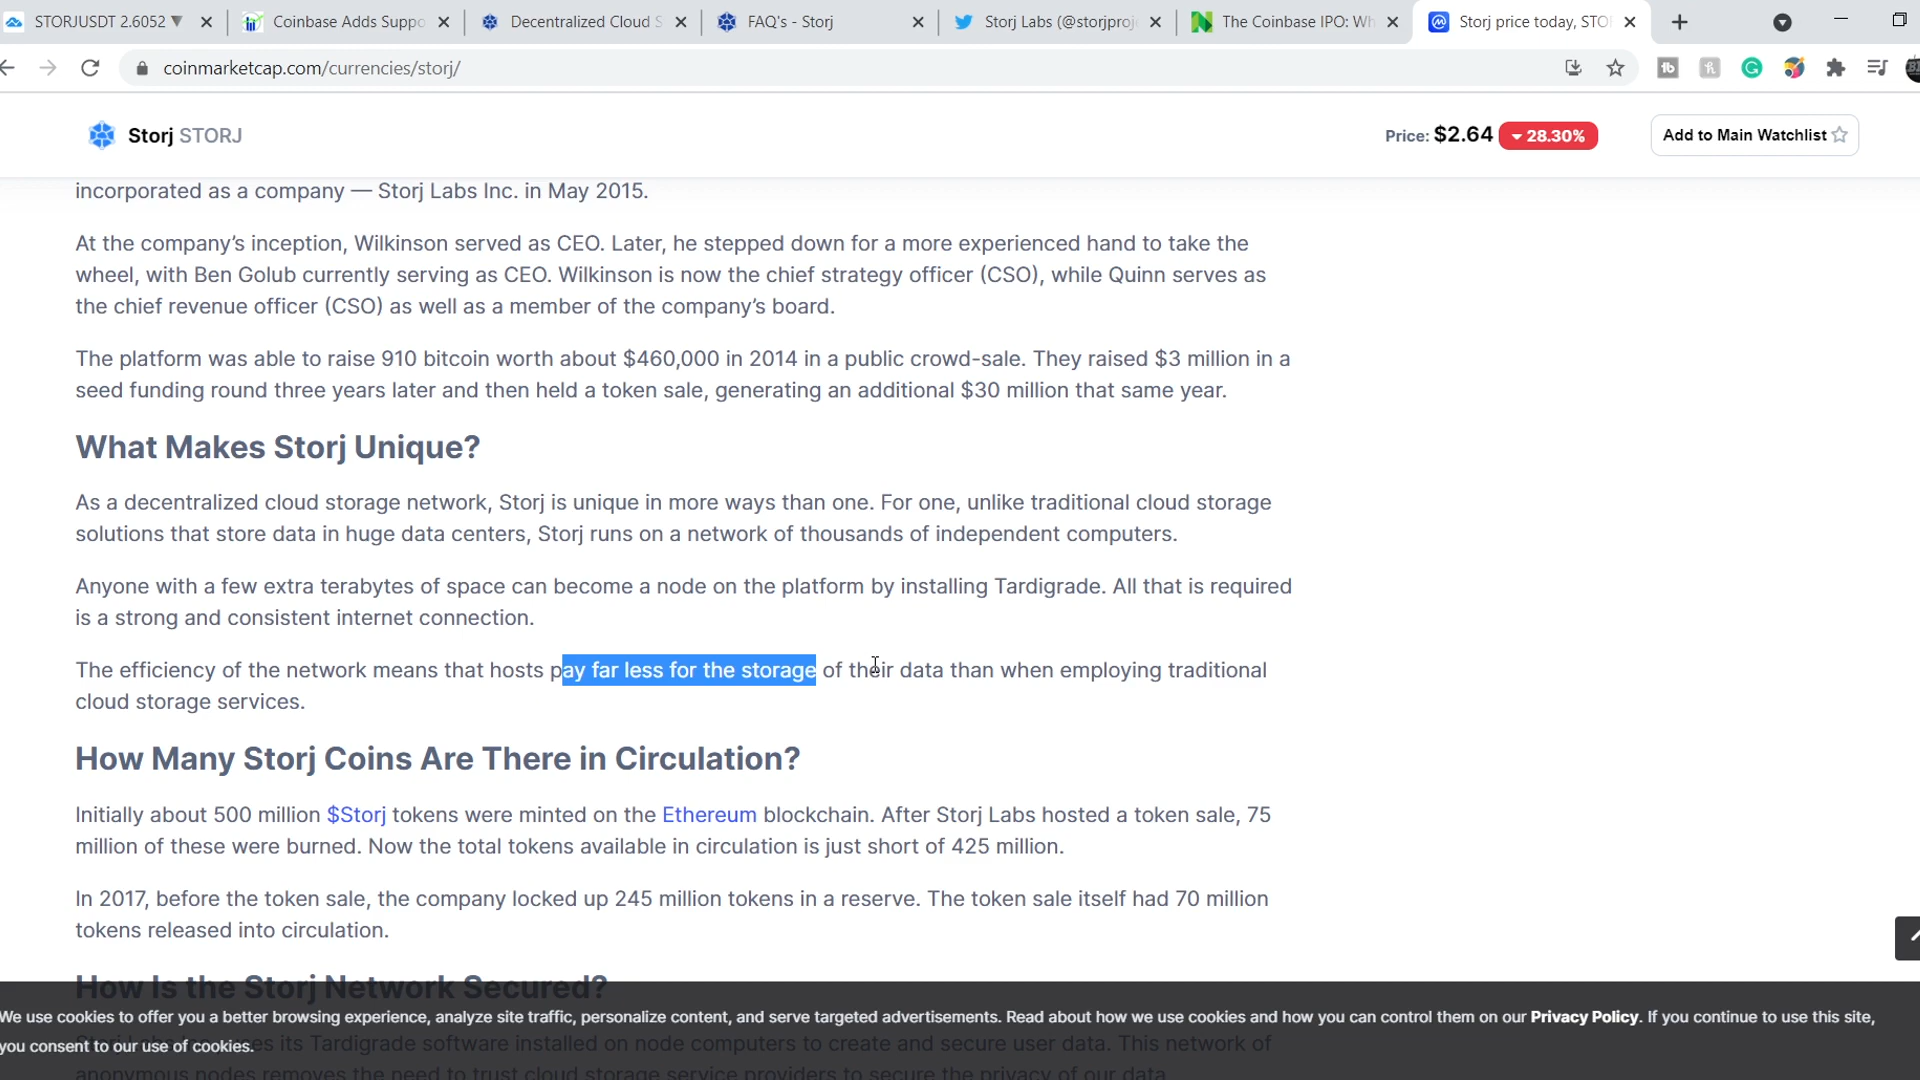 STORJUSDT 2.6052 ▼
Coinbase Adds Suppo
Decentralized Cloud S
FAQ's - Storj
Storj Labs (@storjproje
The Coinbase IPO: Wh
Storj price today, STO
coinmarketcap.com/currencies/storj/
Storj STORJ
Price: $2.64
28.30%
Add to Main Watchlist
incorporated as a company — Storj Labs Inc. in May 2015.
At the company's inception, Wilkinson served as CEO. Later, he stepped down for a more experienced hand to take the
wheel, with Ben Golub currently serving as CEO. Wilkinson is now the chief strategy officer (CSO), while Quinn serves as
the chief revenue officer (CSO) as well as a member of the company's board.
The platform was able to raise 910 bitcoin worth about $460,000 in 2014 in a public crowd-sale. They raised $3 million in a
seed funding round three years later and then held a token sale, generating an additional $30 million that same year.
What Makes Storj Unique?
As a decentralized cloud storage network, Storj is unique in more ways than one. For one, unlike traditional cloud storage
solutions that store data in huge data centers, Storj runs on a network of thousands of independent computers.
Anyone with a few extra terabytes of space can become a node on the platform by installing Tardigrade. All that is required
is a strong and consistent internet connection.
The efficiency of the network means that hosts pay far less for the storage of their data than when employing traditional
cloud storage services.
How Many Storj Coins Are There in Circulation?
Initially about 500 million $Storj tokens were minted on the Ethereum blockchain. After Storj Labs hosted a token sale, 75
million of these were burned. Now the total tokens available in circulation is just short of 425 million.
In 2017, before the token sale, the company locked up 245 million tokens in a reserve. The token sale itself had 70 million
tokens released into circulation.
How Is the Storj Network Secured?
We use cookies to offer you a better browsing experience, analyze site traffic, personalize content, and serve targeted advertisements. Read about how we use cookies and how you can control them on our Privacy Policy. If you continue to use this site,
you consent to our use of cookies.
its Tardigrade software installed on node computers to create and secure user data. This network of
anonymous nodes removes the need to trust cloud storage service providers to secure the privacy of our data.